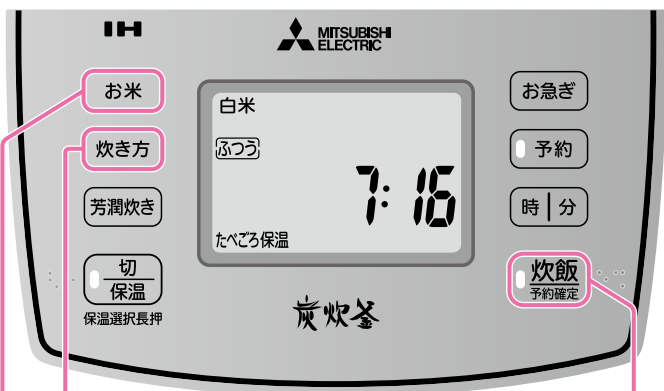 IH
MITSUBISHI
ELECTRIC
お米
炊き方
芳潤炊き
切
保温
保温選択長押
白米
ふつう
7:16
たべごろ保温
炭炊釜
お急ぎ
予約
時|分
炊飯
予約確定